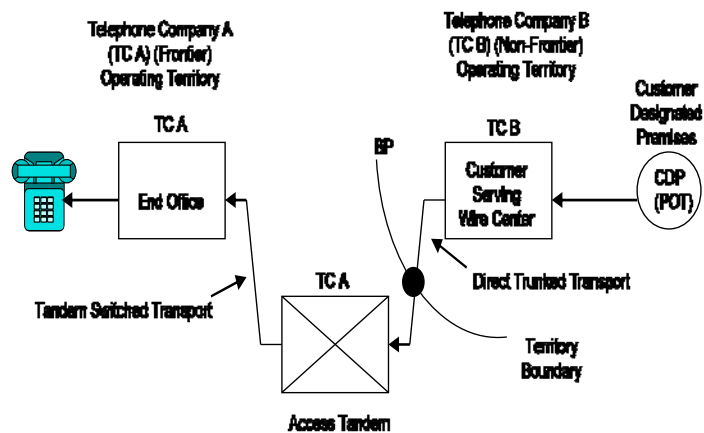 Telephone Company A
(TC A) (Frontier)
Operating Territory
Telephone Company B
(TC B) (Non-Frontier)
Operating Territory
Customer
Designated
Premises
TC A
BP
TC B
Customer
Serving
Wire Center
CDP
(POT)
End Office
TC A
Direct Trunked Transport
Tandem Switched Transport
Territory
Boundary
Access Tandem